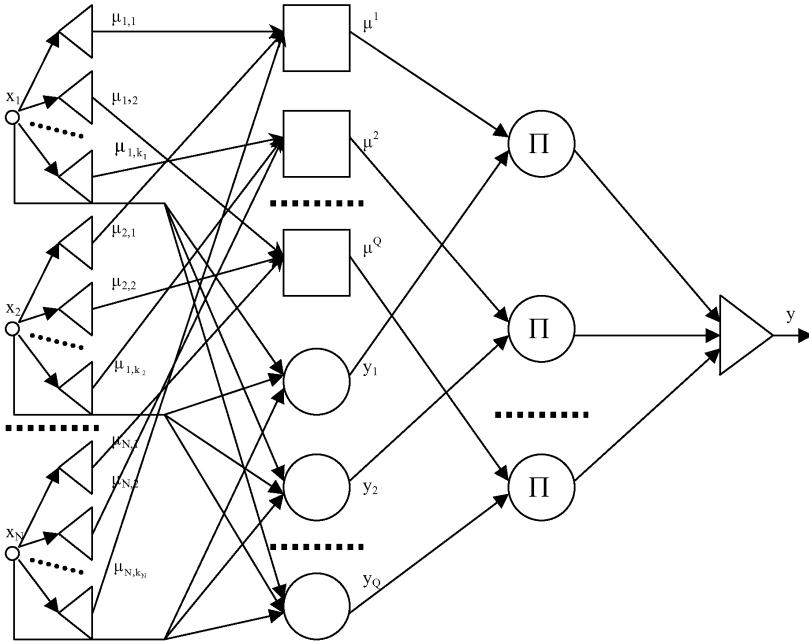 μ1,1
μ1,2
x1
μ1,k1
μ2,1
μ2,2
x2
μ1,k2
μN,1
μN,2
xN
μN,kN
μ1
μ2
μQ
y1
y2
yQ
Π
Π
Π
y